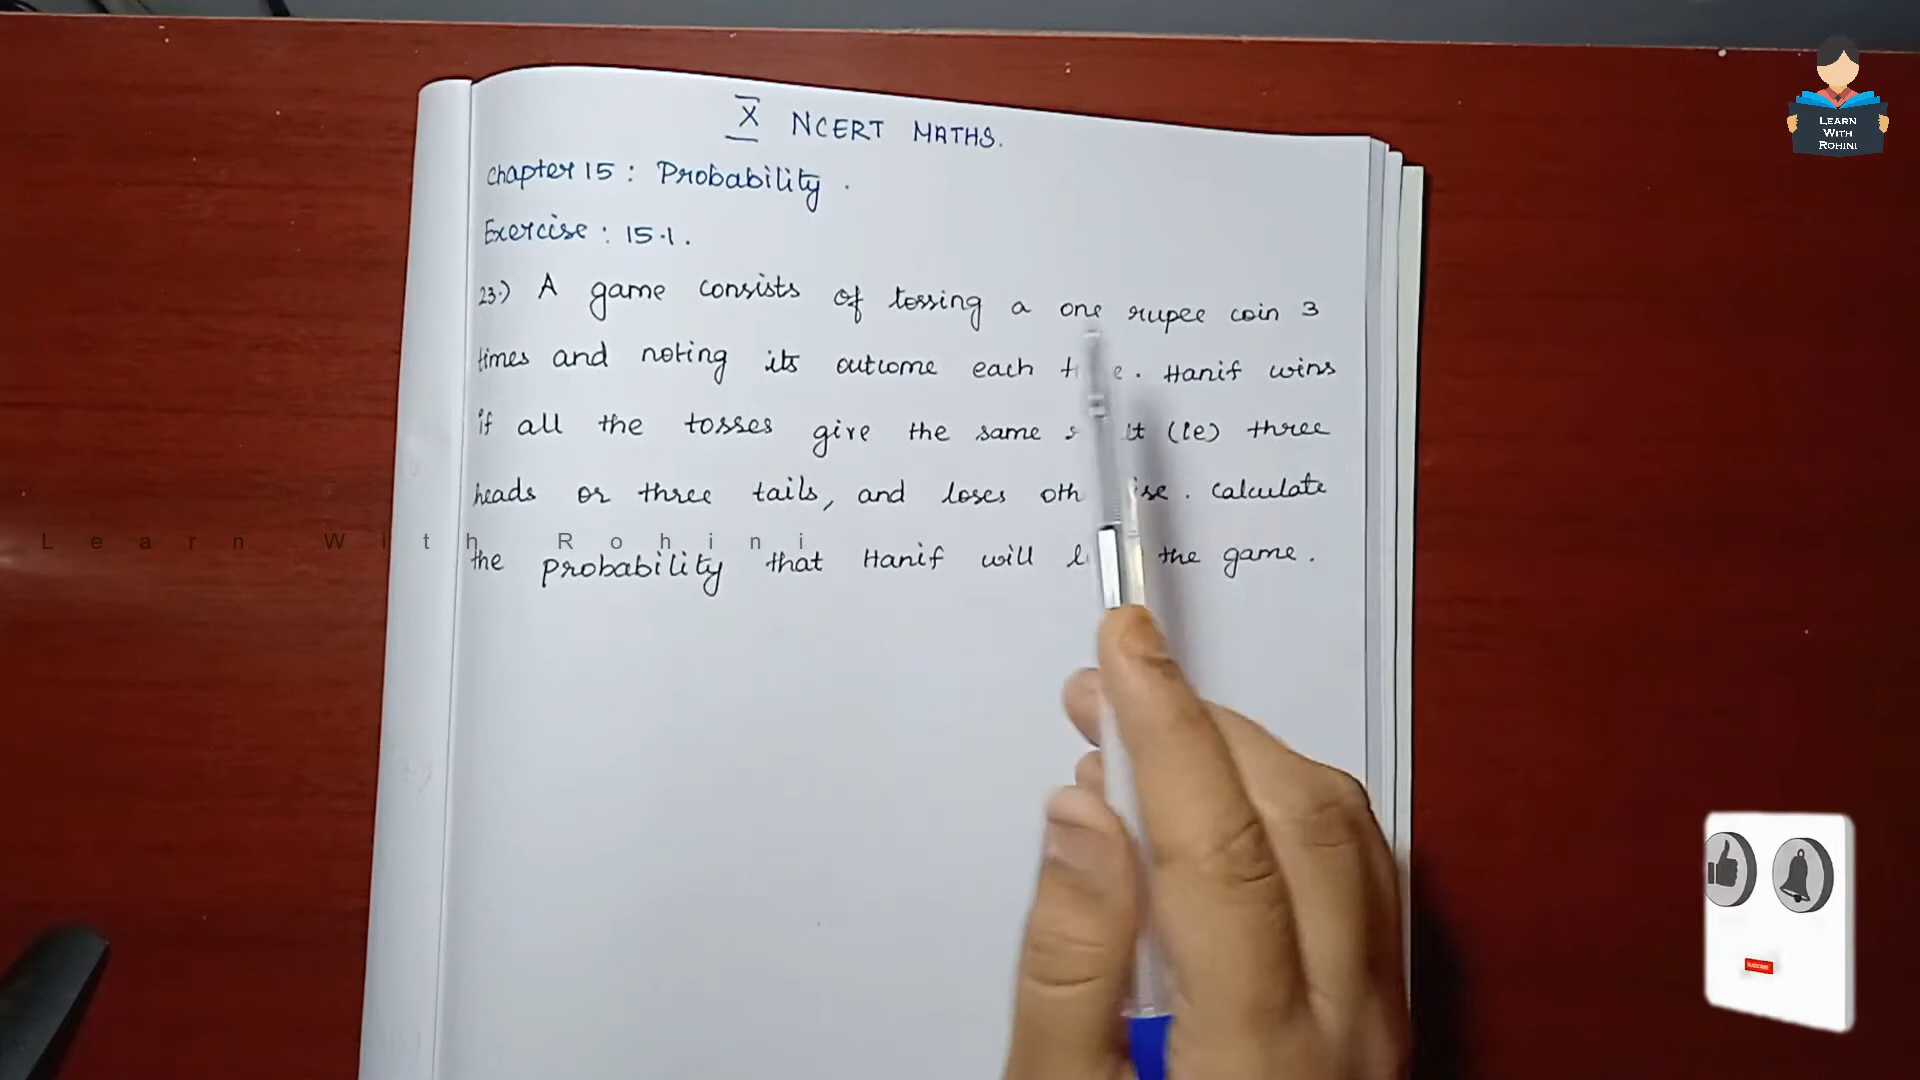 X NCERT MATHS.
Chapter 15 : Probability.
Exercise : 15.1.
23.) A game consists of tossing a one rupee coin 3
times and noting its outcome each. Hanif wins
if all the tosses give the same (ie) three
heads or three tails, and loses. Calculate
the probability that Hanif will the game.
Learn With Rohini
LEARN
WITH
ROHINI